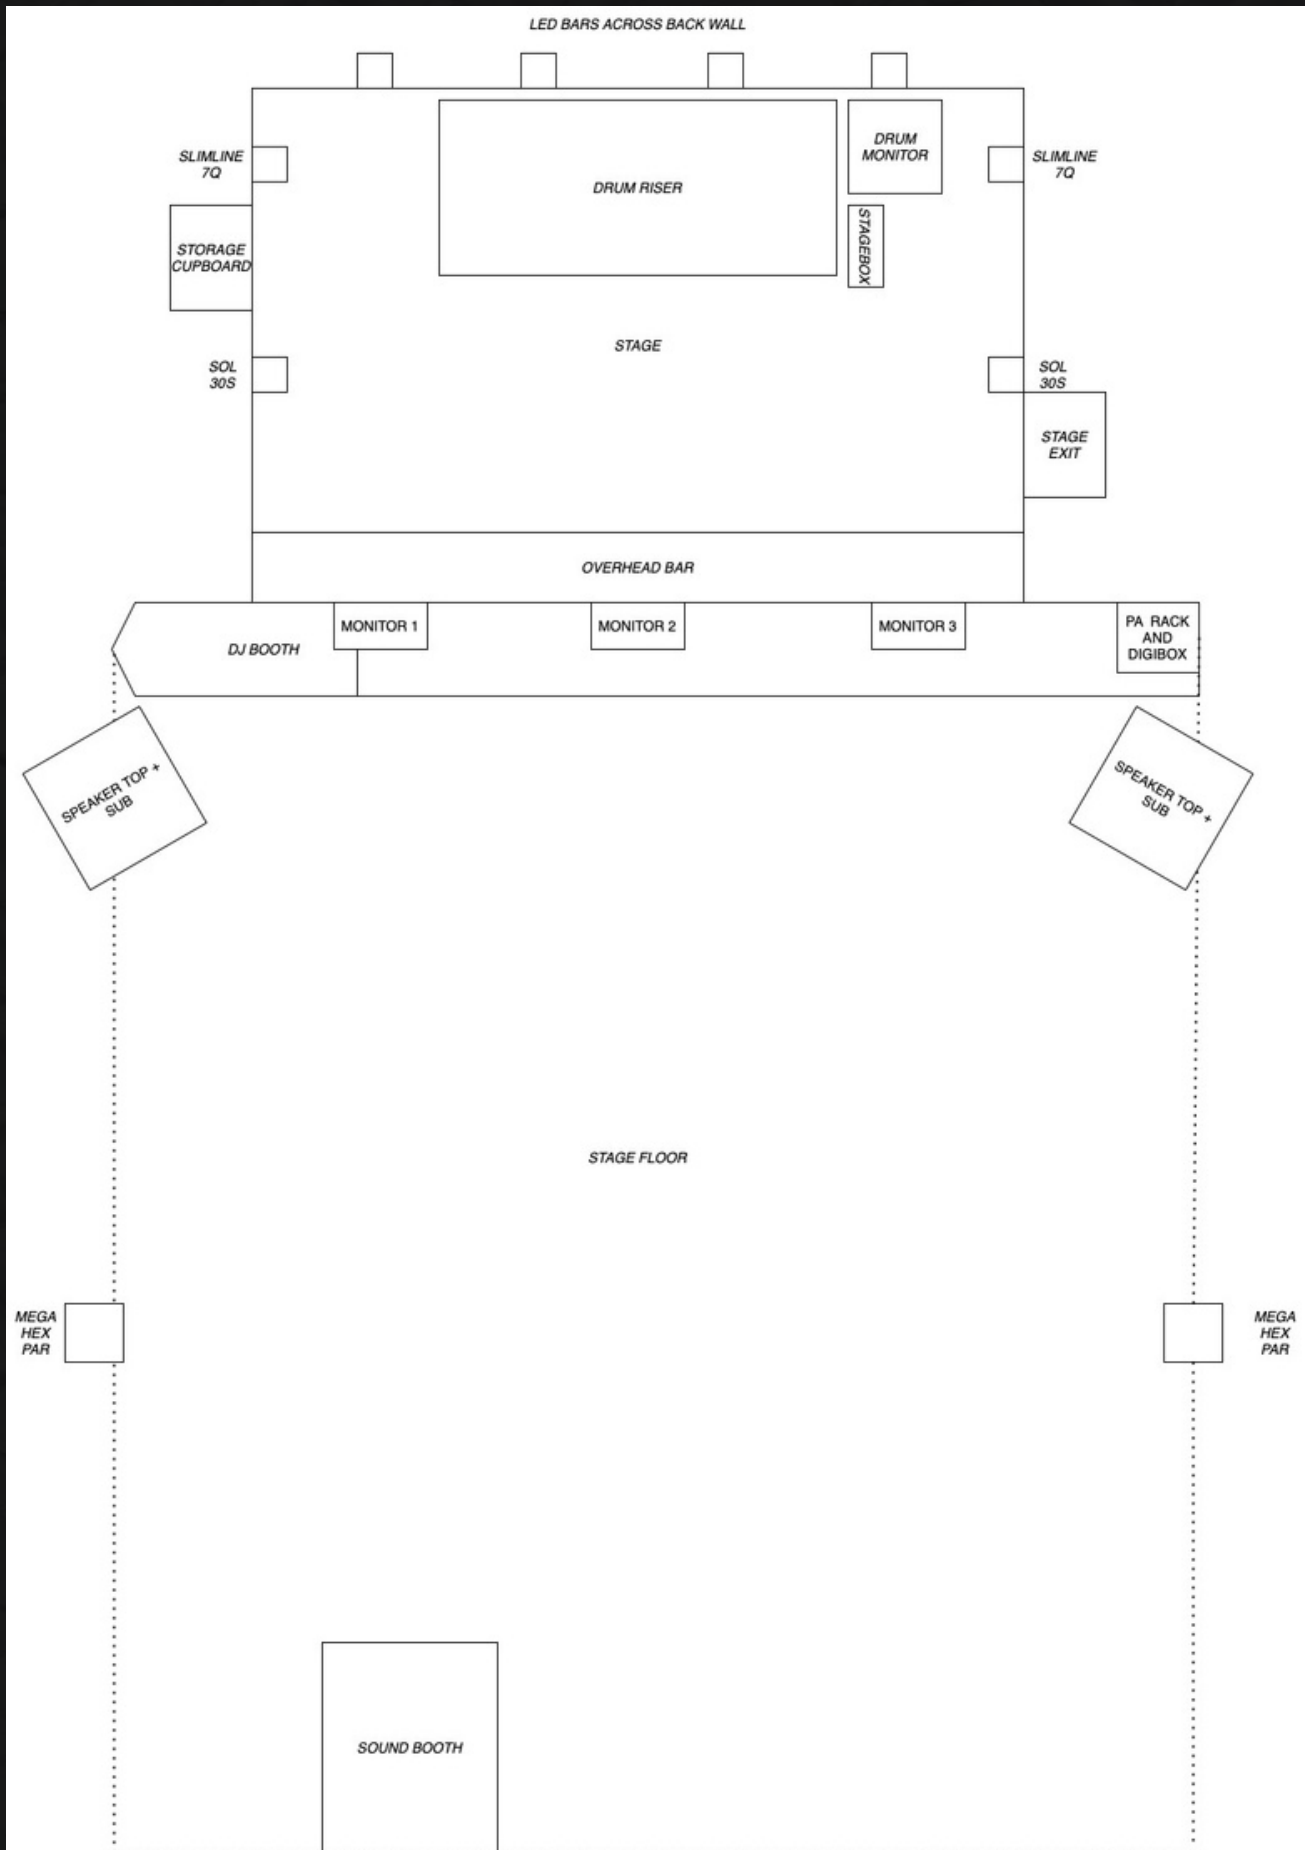 LED BARS ACROSS BACK WALL
SLIMLINE
7Q
DRUM
MONITOR
SLIMLINE
7Q
DRUM RISER
STORAGE
CUPBOARD
STAGEBOX
STAGE
SOL
30S
SOL
30S
STAGE
EXIT
OVERHEAD BAR
DJ BOOTH
MONITOR 1
MONITOR 2
MONITOR 3
PA RACK
AND
DIGIBOX
SPEAKER TOP +
SUB
SPEAKER TOP +
SUB
STAGE FLOOR
MEGA
HEX
PAR
MEGA
HEX
PAR
SOUND BOOTH